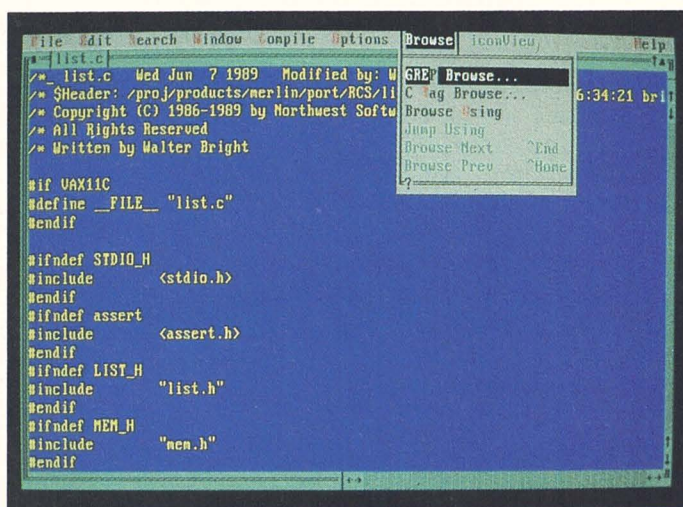 File Edit Search Window Compile Options Browse iconView Help
list.c
/*_ list.c   Wed Jun  7 1989   Modified by: W
/* $Header: /proj/products/merlin/port/RCS/li 6:34:21 bri
/* Copyright (C) 1986-1989 by Northwest Softw
/* All Rights Reserved
/* Written by Walter Bright
GREP Browse...
C Tag Browse...
Browse Using
Jump Using
Browse Next   ^End
Browse Prev   ^Home
?
#if VAX11C
#define __FILE__ "list.c"
#endif
#ifndef STDIO_H
#include        <stdio.h>
#endif
#ifndef assert
#include        <assert.h>
#endif
#ifndef LIST_H
#include        "list.h"
#endif
#ifndef MEM_H
#include        "mem.h"
#endif